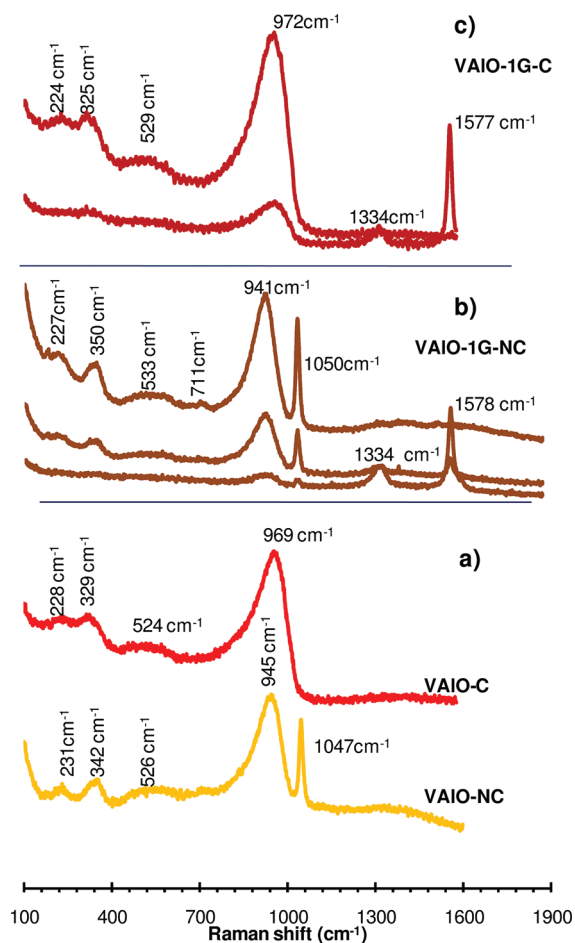 972cm-1
c)
224 cm-1
325 cm-1
529 cm-1
VAlO-1G-C
1577 cm-1
1334cm-1
941cm-1
b)
227cm-1
350 cm-1
533 cm-1
711cm-1
VAlO-1G-NC
1050cm-1
1578 cm-1
1334 cm-1
969 cm-1
a)
228 cm-1
329 cm-1
524 cm-1
945 cm-1
VAlO-C
231cm-1
342 cm-1
526 cm-1
1047cm-1
VAlO-NC
100 400 700 1000 1300 1600 1900
Raman shift (cm-1)